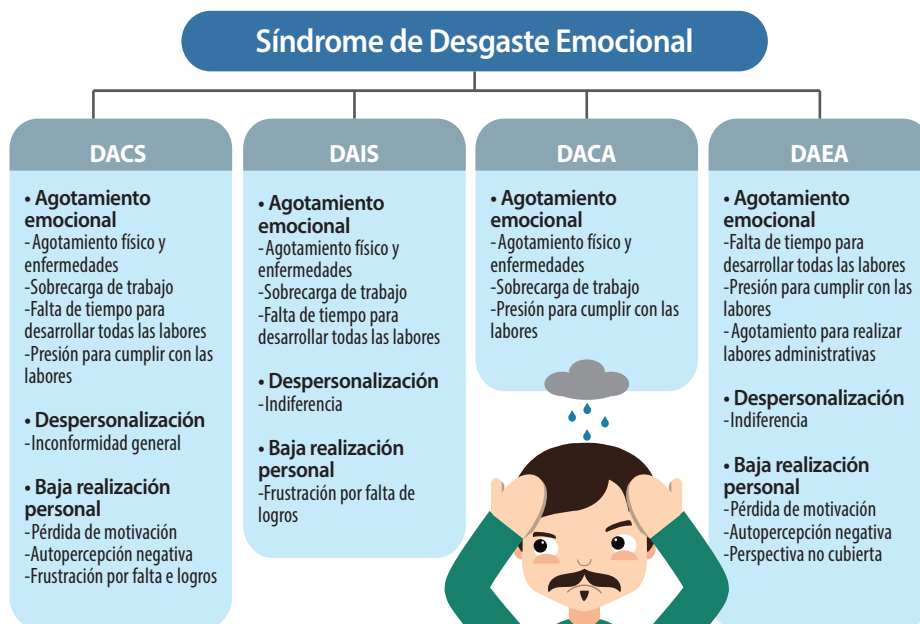 Síndrome de Desgaste Emocional
DACS
• Agotamiento
emocional
-Agotamiento físico y
enfermedades
-Sobrecarga de trabajo
-Falta de tiempo para
desarrollar todas las labores
-Presión para cumplir con las
labores
• Despersonalización
-Inconformidad general
• Baja realización
personal
-Pérdida de motivación
-Autopercepción negativa
-Frustración por falta e logros
DAIS
• Agotamiento
emocional
-Agotamiento físico y
enfermedades
-Sobrecarga de trabajo
-Falta de tiempo para
desarrollar todas las labores
• Despersonalización
-Indiferencia
• Baja realización
personal
-Frustración por falta de
logros
DACA
• Agotamiento
emocional
-Agotamiento físico y
enfermedades
-Sobrecarga de trabajo
-Presión para cumplir con las
labores
DAEA
• Agotamiento
emocional
-Falta de tiempo para
desarrollar todas las labores
-Presión para cumplir con las
labores
-Agotamiento para realizar
labores administrativas
• Despersonalización
-Indiferencia
• Baja realización
personal
-Pérdida de motivación
-Autopercepción negativa
-Perspectiva no cubierta